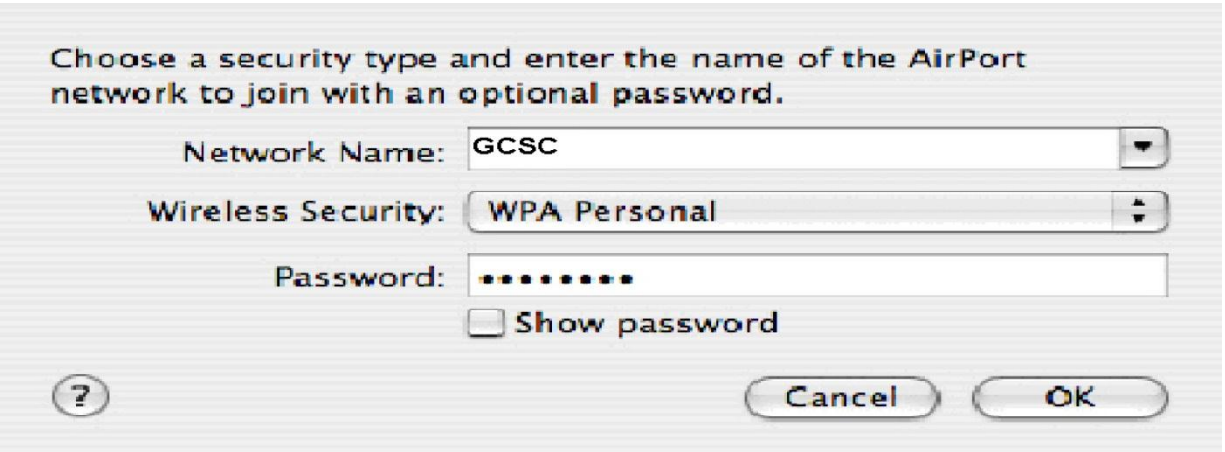 Choose a security type and enter the name of the AirPort
network to join with an optional password.
Network Name: GCSC
Wireless Security: WPA Personal
Password: ••••••••
Show password
? Cancel OK